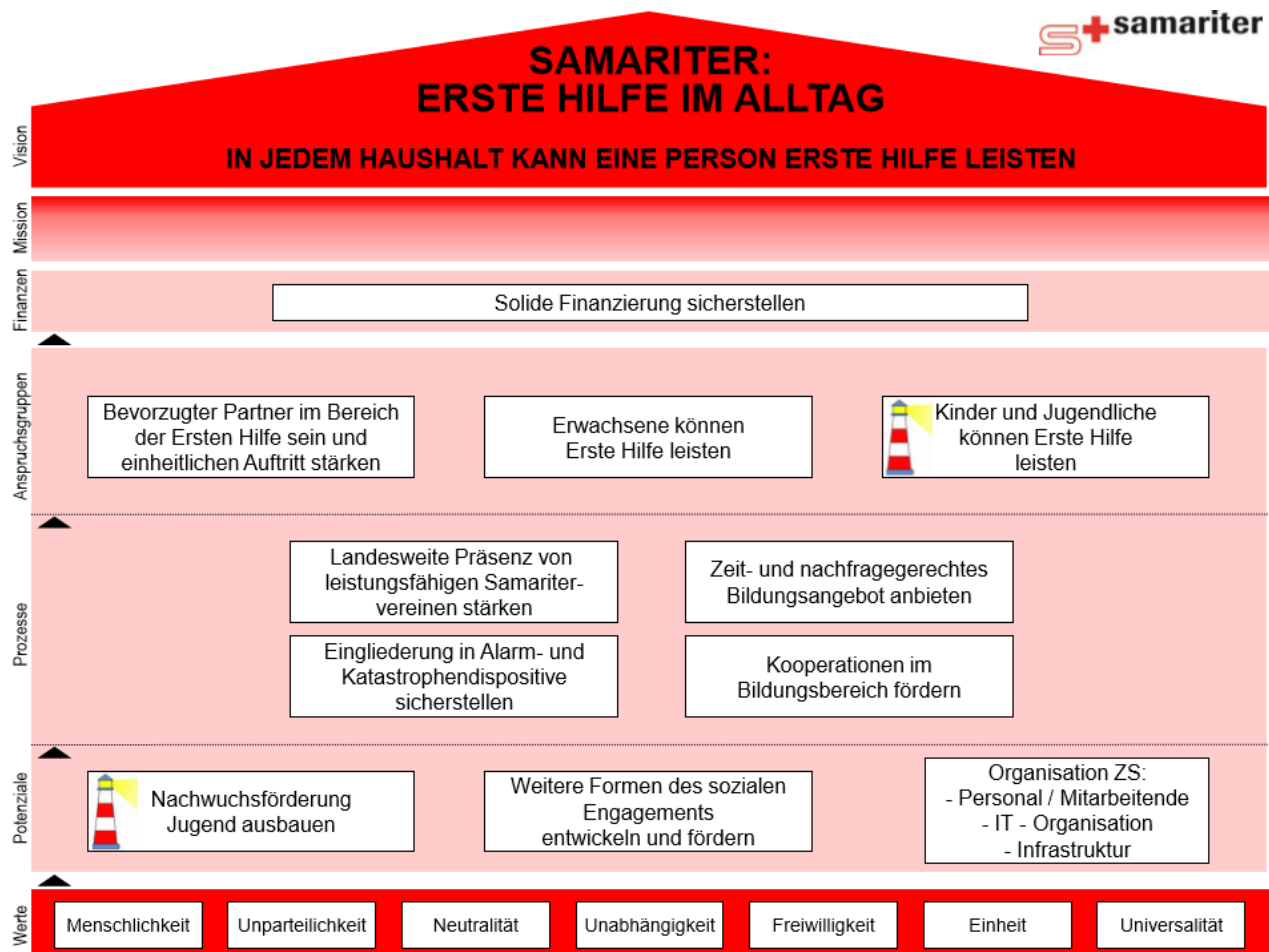 samariter
SAMARITER:
ERSTE HILFE IM ALLTAG
Vision
IN JEDEM HAUSHALT KANN EINE PERSON ERSTE HILFE LEISTEN
Mission
Finanzen
Solide Finanzierung sicherstellen
Anspruchsgruppen
Bevorzugter Partner im Bereich
der Ersten Hilfe sein und
einheitlichen Auftritt stärken
Erwachsene können
Erste Hilfe leisten
Kinder und Jugendliche
können Erste Hilfe
leisten
Prozesse
Landesweite Präsenz von
leistungsfähigen Samariter-
vereinen stärken
Zeit- und nachfragegerechtes
Bildungsangebot anbieten
Eingliederung in Alarm- und
Katastrophendispositive
sicherstellen
Kooperationen im
Bildungsbereich fördern
Potenziale
Nachwuchsförderung
Jugend ausbauen
Weitere Formen des sozialen
Engagements
entwickeln und fördern
Organisation ZS:
- Personal / Mitarbeitende
- IT - Organisation
- Infrastruktur
Werte
Menschlichkeit
Unparteilichkeit
Neutralität
Unabhängigkeit
Freiwilligkeit
Einheit
Universalität